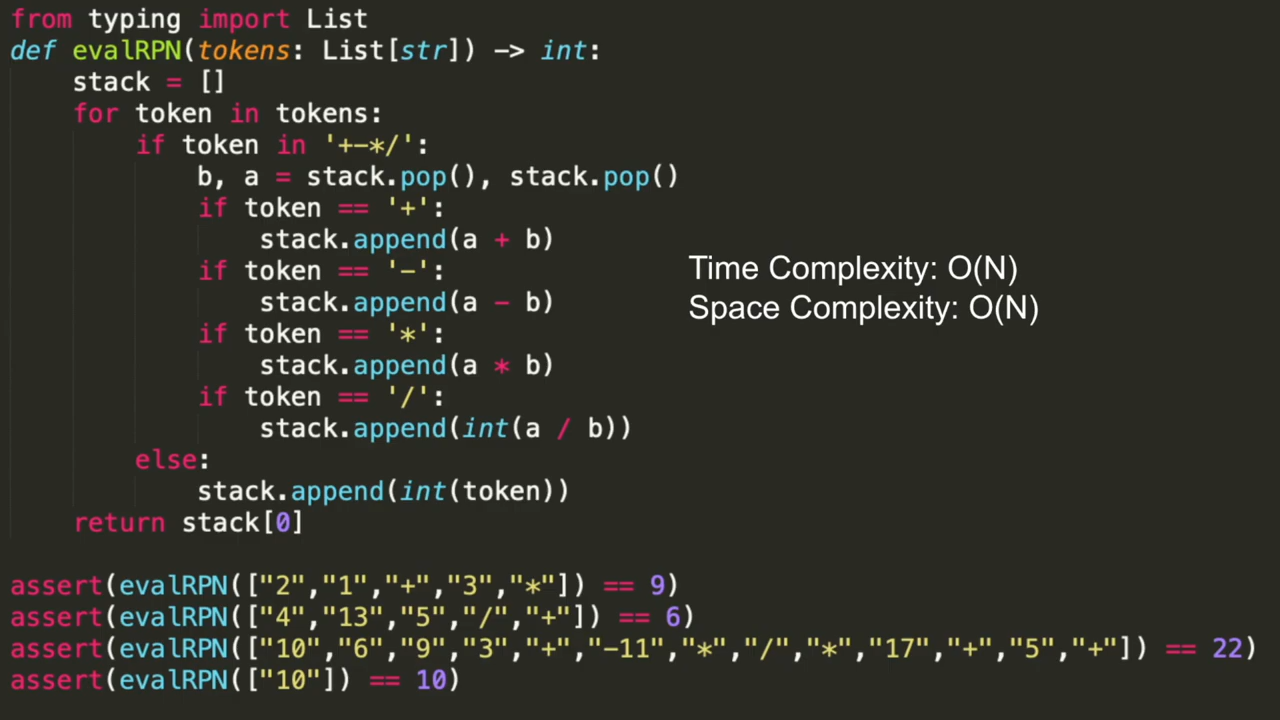 from typing import List
def evalRPN(tokens: List[str]) -> int:
    stack = []
    for token in tokens:
        if token in '+-*/':
            b, a = stack.pop(), stack.pop()
            if token == '+':
                stack.append(a + b)
            if token == '-':
                stack.append(a - b)
            if token == '*':
                stack.append(a * b)
            if token == '/':
                stack.append(int(a / b))
        else:
            stack.append(int(token))
    return stack[0]
Time Complexity: O(N)
Space Complexity: O(N)
assert(evalRPN(["2","1","+","3","*"]) == 9)
assert(evalRPN(["4","13","5","/","+"]) == 6)
assert(evalRPN(["10","6","9","3","+","-11","*","/","*","17","+","5","+"]) == 22)
assert(evalRPN(["10"]) == 10)